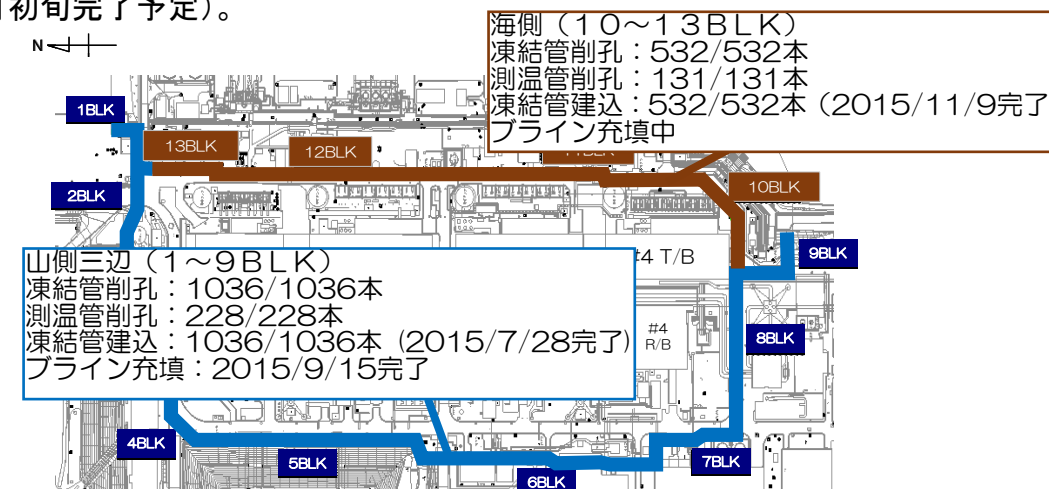 初旬完了予定)。
N
海側（１０～１３ＢＬＫ）
凍結管削孔：532/532本
測温管削孔：131/131本
凍結管建込：532/532本（2015/11/9完了
ブライン充填中
1BLK
13BLK
12BLK
11BLK
10BLK
2BLK
9BLK
#4 T/B
山側三辺（１～９ＢＬＫ）
凍結管削孔：1036/1036本
測温管削孔：228/228本
凍結管建込：1036/1036本（2015/7/28完了)
ブライン充填：2015/9/15完了
#4
R/B
8BLK
4BLK
5BLK
7BLK
6BLK